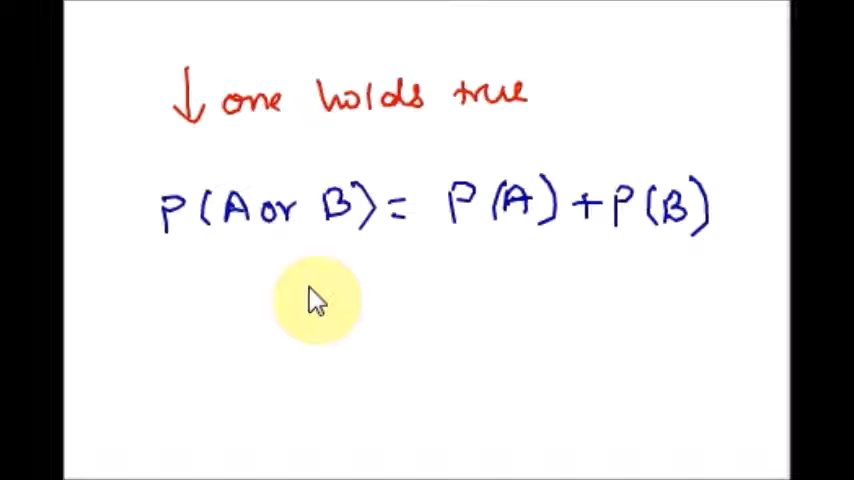 ↓ one holds true
P(A or B) = P(A) + P(B)